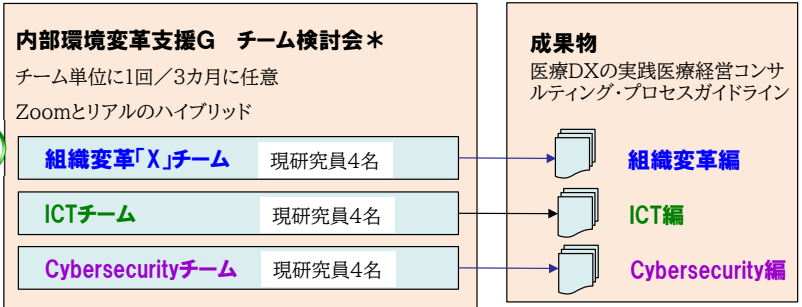 内部環境変革支援G　チーム検討会＊
チーム単位に1回／3カ月に任意
Zoomとリアルのハイブリッド
組織変革「X」チーム　現研究員4名
ICTチーム　現研究員4名
Cybersecurityチーム　現研究員4名
成果物
医療DXの実践医療経営コンサ
ルティング・プロセスガイドライン
組織変革編
ICT編
Cybersecurity編